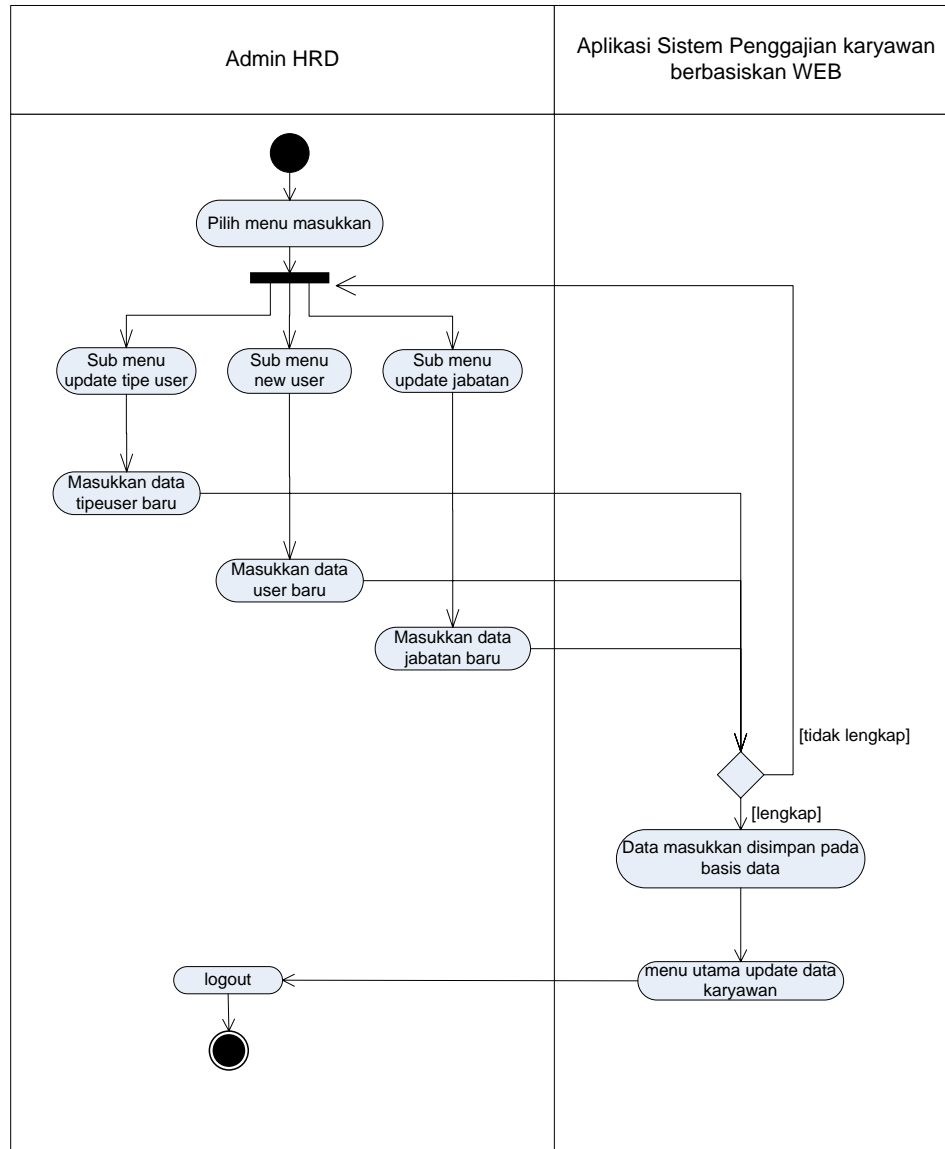 Admin HRD
Aplikasi Sistem Penggajian karyawan
berbasiskan WEB
Pilih menu masukkan
Sub menu
update tipe user
Sub menu
new user
Sub menu
update jabatan
Masukkan data
tipeuser baru
Masukkan data
user baru
Masukkan data
jabatan baru
[tidak lengkap]
[lengkap]
Data masukkan disimpan pada
basis data
menu utama update data
karyawan
logout